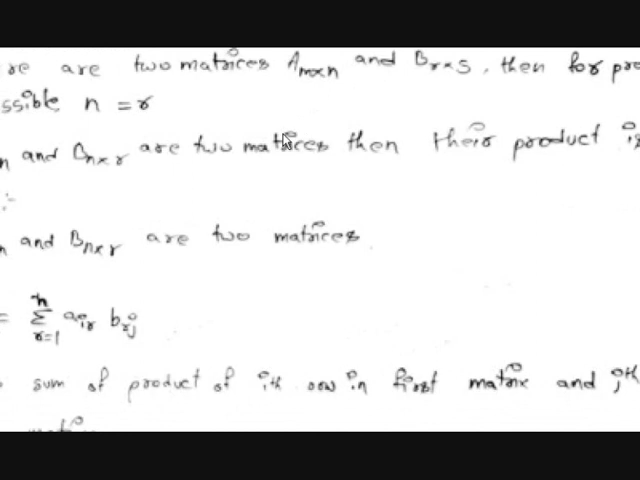 re are two matrices Amxn and Brxs, then for pro
ssible n = r
n and Bnxr are two matrices then their product is
:-
n and Bnxr are two matrices
= Σ air brj
n
r=1
sum of product of ith row in first matrix and jth
matri